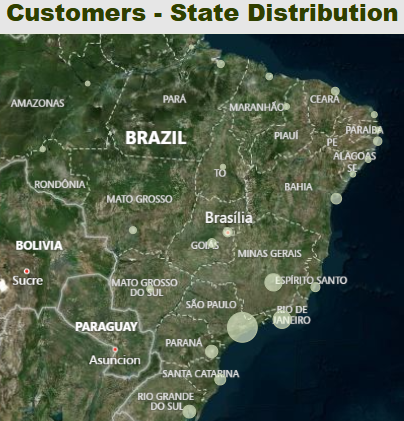 Customers - State Distribution
AMAZONAS
PARÁ
MARANHÃO
CEARÁ
BRAZIL
PIAUÍ
PARAÍBA
PE
ALAGOAS
SE
RONDÔNIA
TO
MATO GROSSO
BAHIA
Brasília
BOLIVIA
GOIÁS
MINAS GERAIS
Sucre
MATO GROSSO
DO SUL
ESPÍRITO SANTO
SÃO PAULO
RIO DE
JANEIRO
PARAGUAY
PARANÁ
Asuncion
SANTA CATARINA
RIO GRANDE
DO SUL